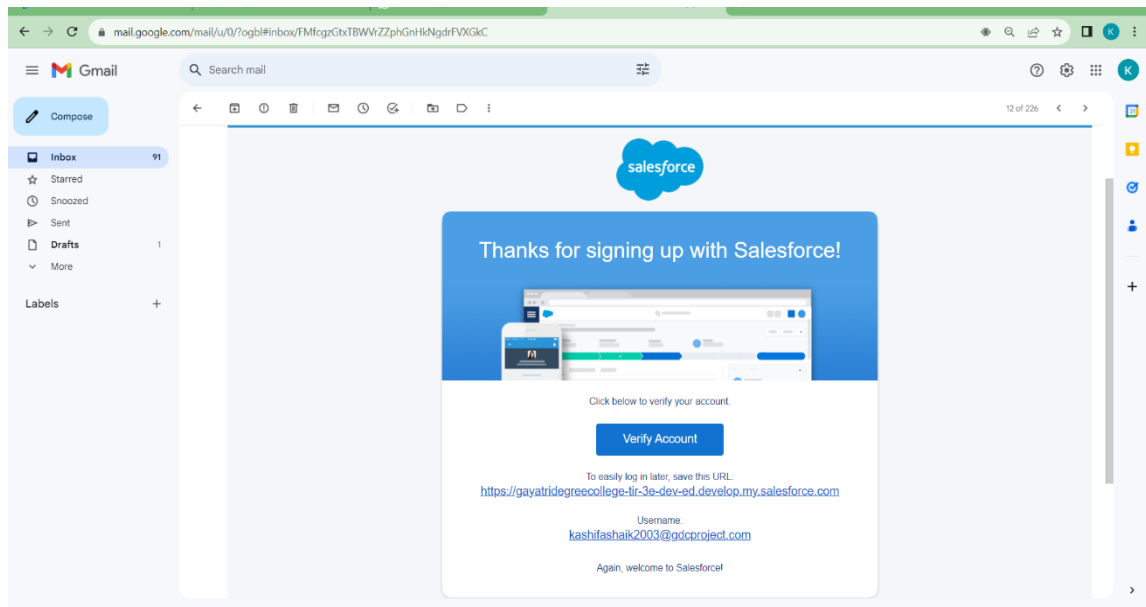 mail.google.com/mail/u/0/?ogbl#inbox/FMfcgzGtxTBWVrZZphGnHkNgdrFVXGkC
K
Gmail
Search mail
K
Compose
12 of 226
Inbox 91
Starred
Snoozed
Sent
Drafts 1
More
Labels
salesforce
Thanks for signing up with Salesforce!
Click below to verify your account.
Verify Account
To easily log in later, save this URL:
https://gayatridegreecollege-tir-3e-dev-ed.develop.my.salesforce.com
Username:
kashifashaik2003@gdcproject.com
Again, welcome to Salesforce!